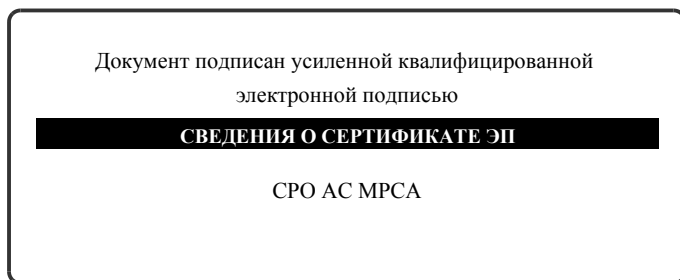 Документ подписан усиленной квалифицированной
электронной подписью
СВЕДЕНИЯ О СЕРТИФИКАТЕ ЭП
СРО АС МРСА